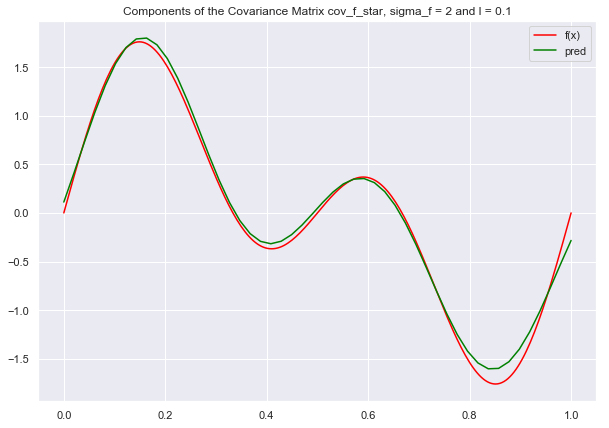 Components of the Covariance Matrix cov_f_star, sigma_f = 2 and l = 0.1
f(x)
pred
1.5
1.0
0.5
0.0
−0.5
−1.0
−1.5
0.0 0.2 0.4 0.6 0.8 1.0